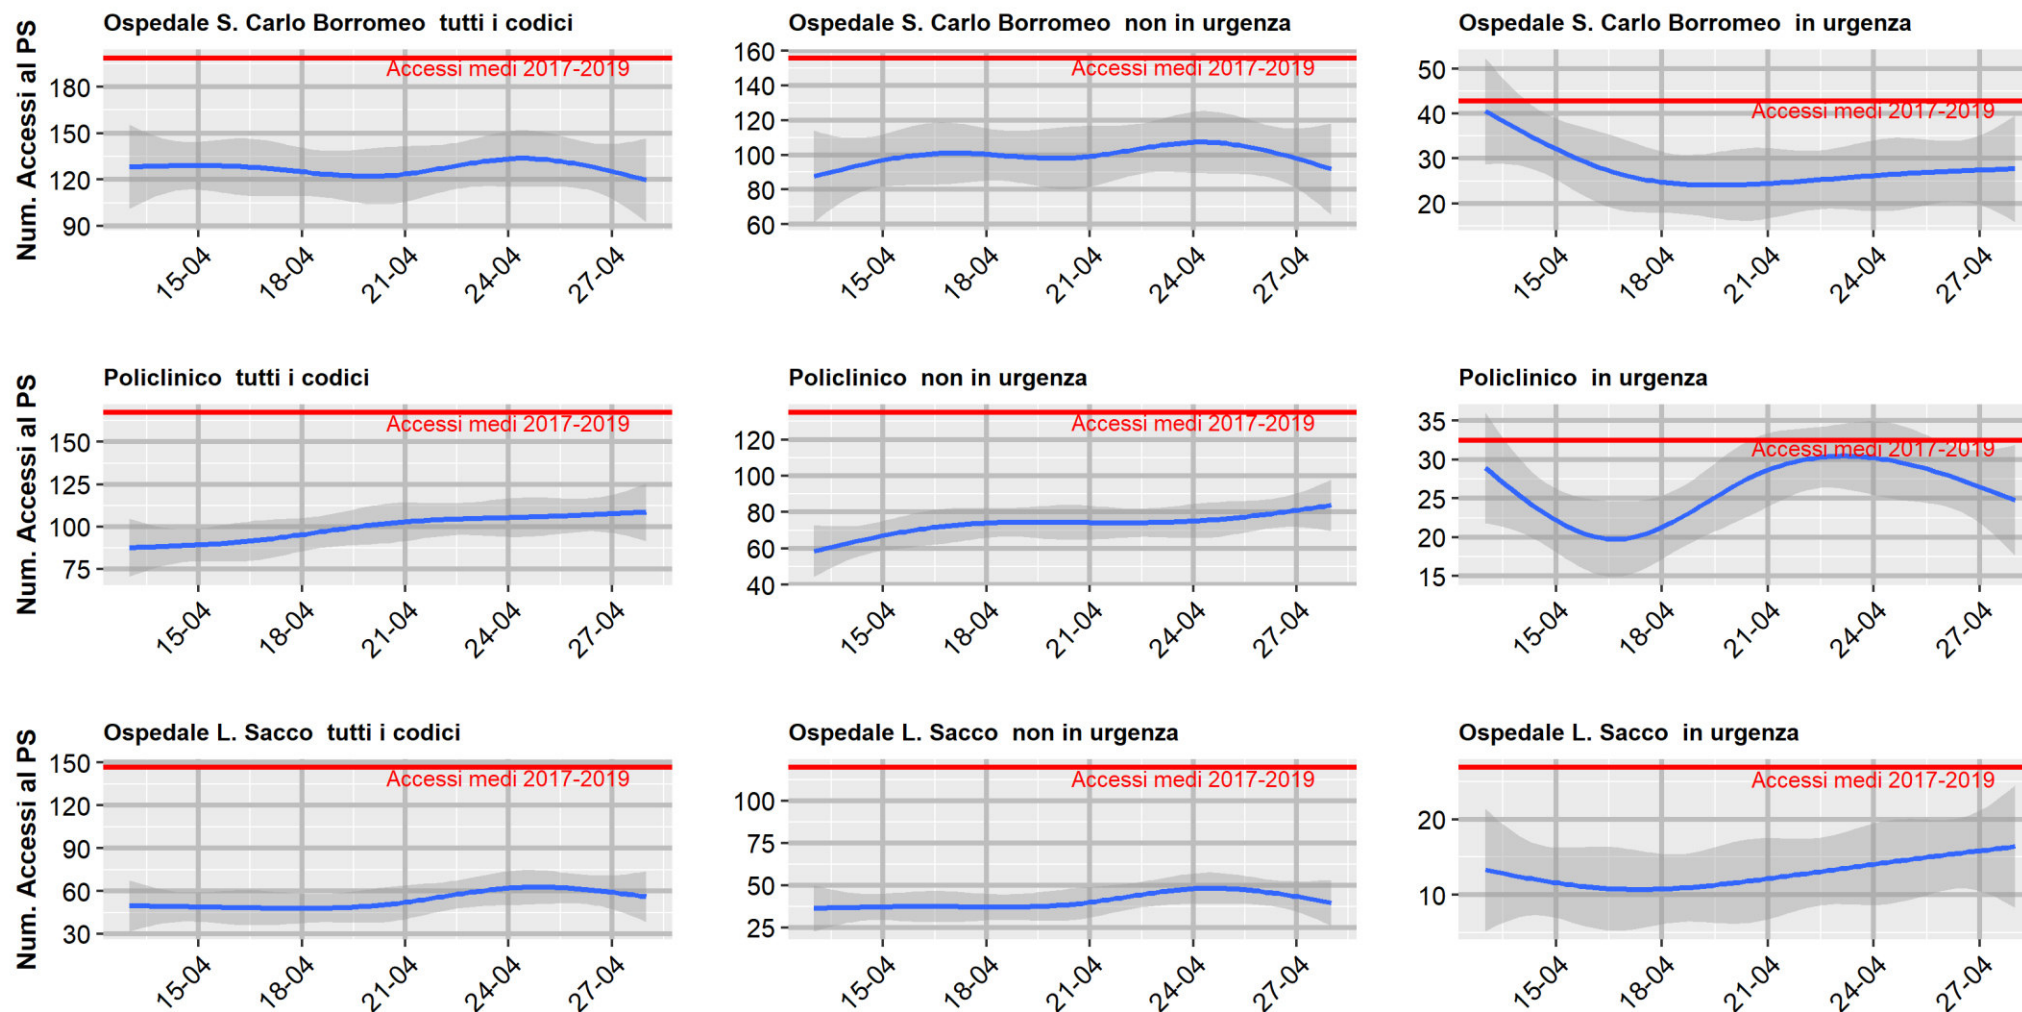 Ospedale S. Carlo Borromeo  tutti i codici
Num. Accessi al PS
180
150
120
90
Accessi medi 2017-2019
15-04 18-04 21-04 24-04 27-04
Ospedale S. Carlo Borromeo  non in urgenza
160
140
120
100
80
60
Accessi medi 2017-2019
15-04 18-04 21-04 24-04 27-04
Ospedale S. Carlo Borromeo  in urgenza
50
40
30
20
Accessi medi 2017-2019
15-04 18-04 21-04 24-04 27-04
Policlinico  tutti i codici
Num. Accessi al PS
150
125
100
75
Accessi medi 2017-2019
15-04 18-04 21-04 24-04 27-04
Policlinico  non in urgenza
120
100
80
60
40
Accessi medi 2017-2019
15-04 18-04 21-04 24-04 27-04
Policlinico  in urgenza
35
30
25
20
15
Accessi medi 2017-2019
15-04 18-04 21-04 24-04 27-04
Ospedale L. Sacco  tutti i codici
Num. Accessi al PS
150
120
90
60
30
Accessi medi 2017-2019
15-04 18-04 21-04 24-04 27-04
Ospedale L. Sacco  non in urgenza
100
75
50
25
Accessi medi 2017-2019
15-04 18-04 21-04 24-04 27-04
Ospedale L. Sacco  in urgenza
20
10
Accessi medi 2017-2019
15-04 18-04 21-04 24-04 27-04